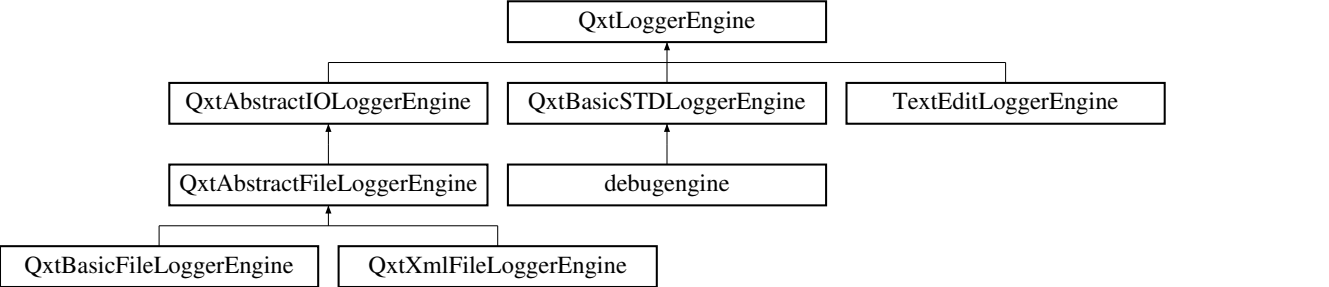 QxtLoggerEngine
QxtAbstractIOLoggerEngine
QxtBasicSTDLoggerEngine
TextEditLoggerEngine
QxtAbstractFileLoggerEngine
debugengine
QxtBasicFileLoggerEngine
QxtXmlFileLoggerEngine